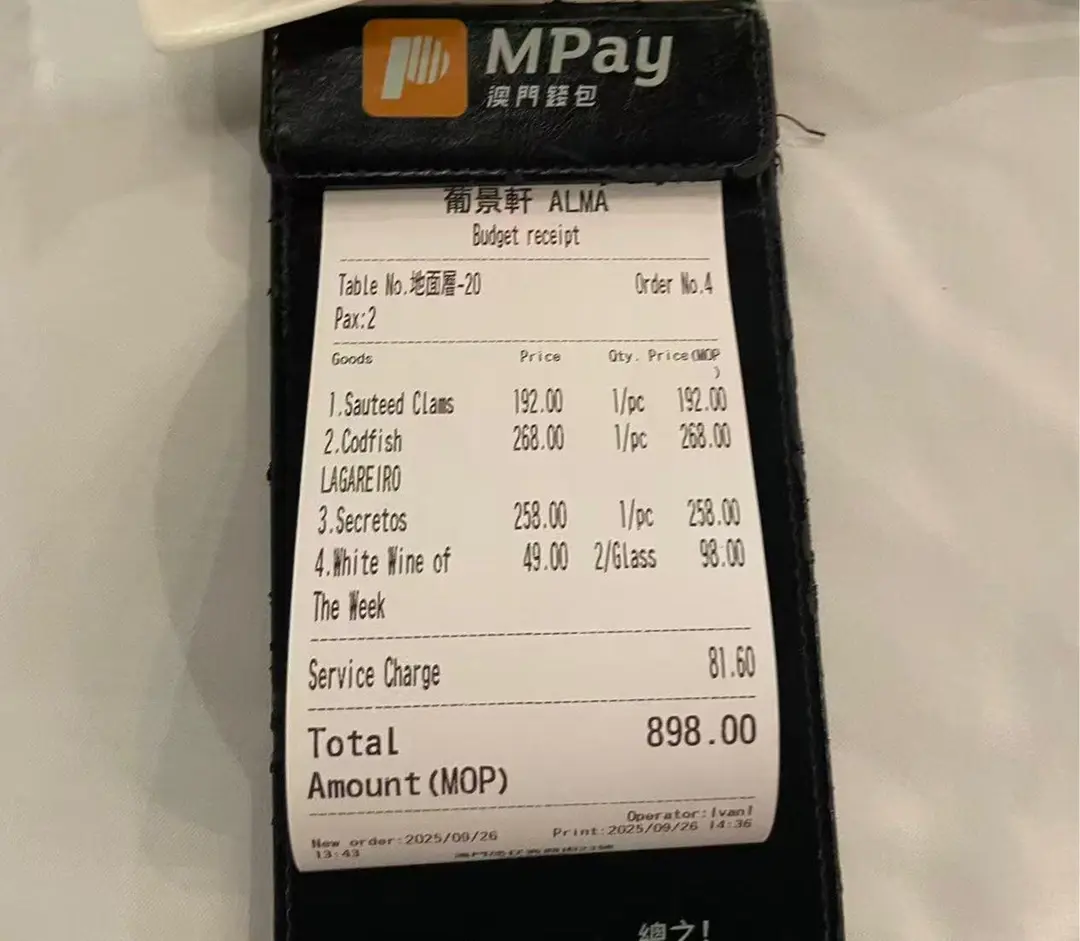 MPay
澳門錢包
葡景軒 ALMA
Budget receipt
Table No.地面層-20 Order No.4
Pax:2
Goods Price Qty. Price(MOP
)
1.Sauteed Clams 192.00 1/pc 192.00
2.Codfish 268.00 1/pc 268.00
LAGAREIRO
3.Secretos 258.00 1/pc 258.00
4.White Wine of 49.00 2/Glass 98.00
The Week
Service Charge 81.60
Total 898.00
Amount(MOP)
Operator:Ivan1
New order:2025/09/26 Print:2025/09/26 14:36
13:43
總之!